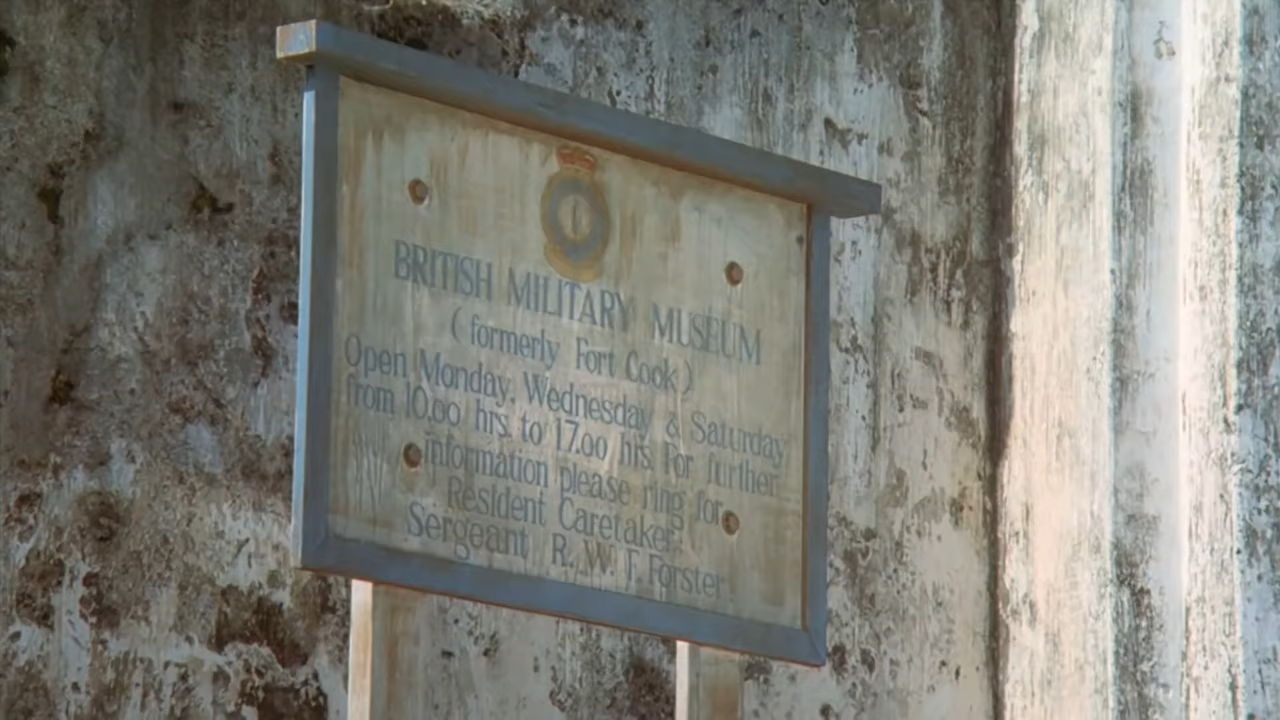 BRITISH MILITARY MUSEUM
(formerly Fort Cook)
Open Monday, Wednesday & Saturday
from 10.00 hrs. to 17.00 hrs. For further
information please ring for
Resident Caretaker:
Sergeant R. W. F. Forster